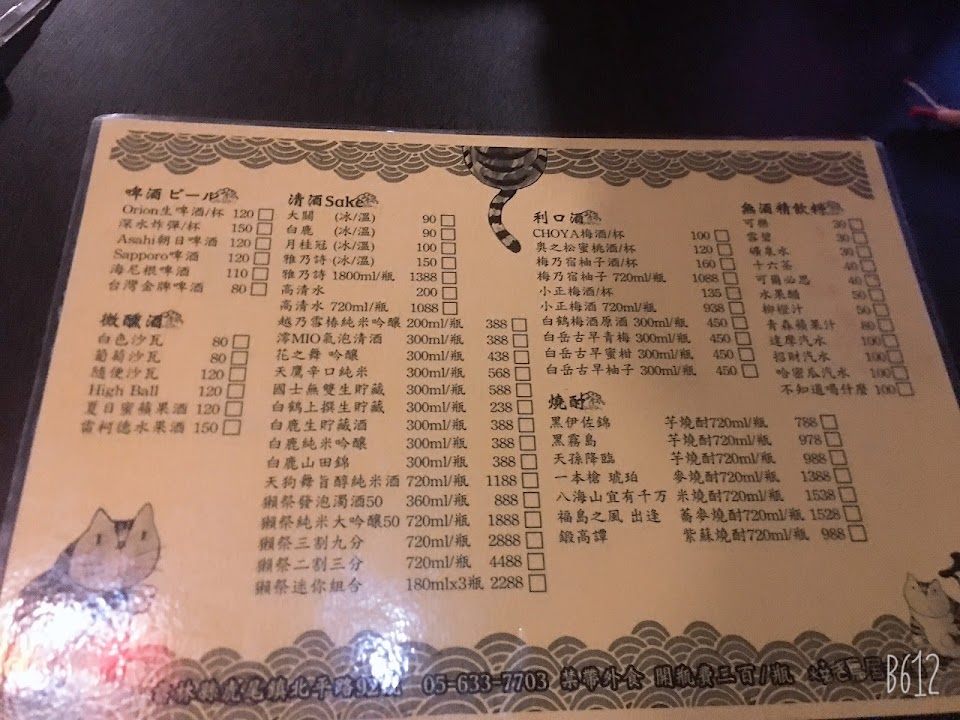 啤酒 ビール
Orion生啤酒/杯 120
深水炸彈/杯 150
Asahi朝日啤酒 120
Sapporo啤酒 120
海尼根啤酒 110
台灣金牌啤酒 80
微醺酒
白色沙瓦 80
葡萄沙瓦 80
隨便沙瓦 120
High Ball 120
夏日蜜蘋果酒 120
雷柯德水果酒 150
清酒Sake
大關 (冰/溫) 90
白鹿 (冰/溫) 90
月桂冠 (冰/溫) 100
雅乃詩 (冰/溫) 150
雅乃詩 1800ml/瓶 1388
高清水 200
高清水 720ml/瓶 1088
越乃雪椿純米吟釀 200ml/瓶 388
澪MIO氣泡清酒 300ml/瓶 388
花之舞 吟釀 300ml/瓶 438
天鷹辛口純米 300ml/瓶 568
國士無雙生貯藏 300ml/瓶 588
白鶴上撰生貯藏 300ml/瓶 238
白鹿生貯藏酒 300ml/瓶 388
白鹿純米吟釀 300ml/瓶 388
白鹿山田錦 300ml/瓶 388
天狗舞旨醇純米酒 720ml/瓶 1188
獺祭發泡濁酒50 360ml/瓶 888
獺祭純米大吟釀50 720ml/瓶 1888
獺祭三割九分 720ml/瓶 2888
獺祭二割三分 720ml/瓶 4488
獺祭迷你組合 180mlx3瓶 2288
利口酒
CHOYA梅酒/杯 100
奧之松蜜桃酒/杯 120
梅乃宿柚子酒/杯 160
梅乃宿柚子 720ml/瓶 1088
小正梅酒/杯 135
小正梅酒 720ml/瓶 938
白鶴梅酒原酒 300ml/瓶 450
白岳古早青梅 300ml/瓶 450
白岳古早蜜柑 300ml/瓶 450
白岳古早柚子 300ml/瓶 450
燒酎
黑伊佐錦 芋燒酎720ml/瓶 788
黑霧島 芋燒酎720ml/瓶 978
天孫降臨 芋燒酎720ml/瓶 988
一本槍 琥珀 麥燒酎720ml/瓶 1388
八海山宜有千万 米燒酎720ml/瓶 1538
福島之風 出逢 蕎麥燒酎720ml/瓶 1528
鍛高譚 紫蘇燒酎720ml/瓶 988
無酒精飲料
可樂 30
雪碧 30
礦泉水 30
十六茶 40
可爾必思 40
水果醋 50
柳橙汁 50
青森蘋果汁 80
達摩汽水 100
招財汽水 100
哈密瓜汽水 100
不知道喝什麼 100
雲林縣虎尾鎮北平路92號 05-633-7703 禁帶外食 開瓶費三百/瓶
B612